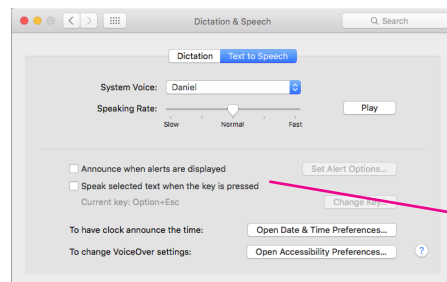 Dictation & Speech
Search
Dictation
Text to Speech
System Voice: Daniel
Speaking Rate:
Play
Slow Normal Fast
Announce when alerts are displayed
Set Alert Options...
Speak selected text when the key is pressed
Current key: Option+Esc
Change Key...
To have clock announce the time:
Open Date & Time Preferences...
To change VoiceOver settings:
Open Accessibility Preferences...
?